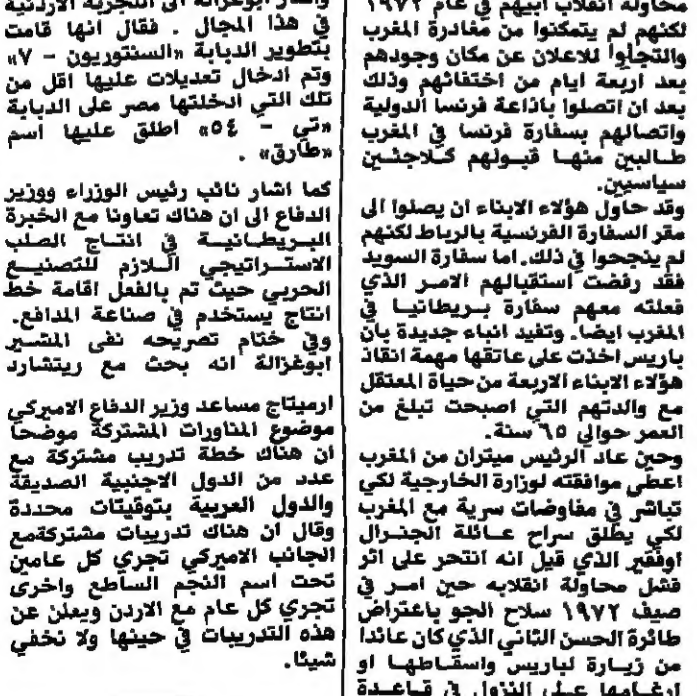 محاولة انقلاب ابيهم في عام ١٩٧٢
لكنهم لم يتمكنوا من مغادرة المغرب
والتجاوا للاعلان عن مكان وجودهم
بعد اربعة ايام من اختفائهم وذلك
بعد ان اتصلوا باذاعة فرنسا الدولية
واتصالهم بسفارة فرنسا في المغرب
طالبين منها قبولهم كلاجئين
سياسيين.
وقد حاول هؤلاء الابناء ان يصلوا الى
مقر السفارة الفرنسية بالرباط لكنهم
لم ينجحوا في ذلك. اما سفارة السويد
فقد رفضت استقبالهم الامر الذي
فعلته معهم سفارة بريطانيا في
المغرب ايضا. وتفيد انباء جديدة بان
باريس اخذت على عاتقها مهمة انقاذ
هؤلاء الابناء الاربعة من حياة المعتقل
مع والدتهم التي اصبحت تبلغ من
العمر حوالي ٦٥ سنة.
وحين عاد الرئيس ميتران من المغرب
اعطى موافقته لوزارة الخارجية لكي
تباشر في مفاوضات سرية مع المغرب
لكي يطلق سراح عائلة الجنرال
اوفقير الذي قيل انه انتحر على اثر
فشل محاولة انقلابه حين امر في
صيف ١٩٧٢ سلاح الجو باعتراض
طائرة الحسن الثاني الذي كان عائدا
من زيارة لباريس واسقاطها او
ارغامها على النزول في قاعدة
واشار ابوغزالة الى التجربة الاردنية
في هذا المجال . فقال انها قامت
بتطوير الدبابة «السنتوريون - ٧»
وتم ادخال تعديلات عليها اقل من
تلك التي ادخلتها مصر على الدبابة
«تي - ٥٤» اطلق عليها اسم
«طارق» .
كما اشار نائب رئيس الوزراء ووزير
الدفاع الى ان هناك تعاونا مع الخبرة
البريطانية في انتاج الصلب
الاستراتيجي اللازم للتصنيع
الحربي حيث تم بالفعل اقامة خط
انتاج يستخدم في صناعة المدافع.
وفي ختام تصريحه نفى المشير
ابوغزالة انه بحث مع ريتشارد
ارميتاج مساعد وزير الدفاع الاميركي
موضوع المناورات المشتركة موضحا
ان هناك خطة تدريب مشتركة مع
عدد من الدول الاجنبية الصديقة
والدول العربية بتوقيتات محددة
وقال ان هناك تدريبات مشتركةمع
الجانب الاميركي تجري كل عامين
تحت اسم النجم الساطع واخرى
تجري كل عام مع الاردن ويعلن عن
هذه التدريبات في حينها ولا نخفي
شيئا.